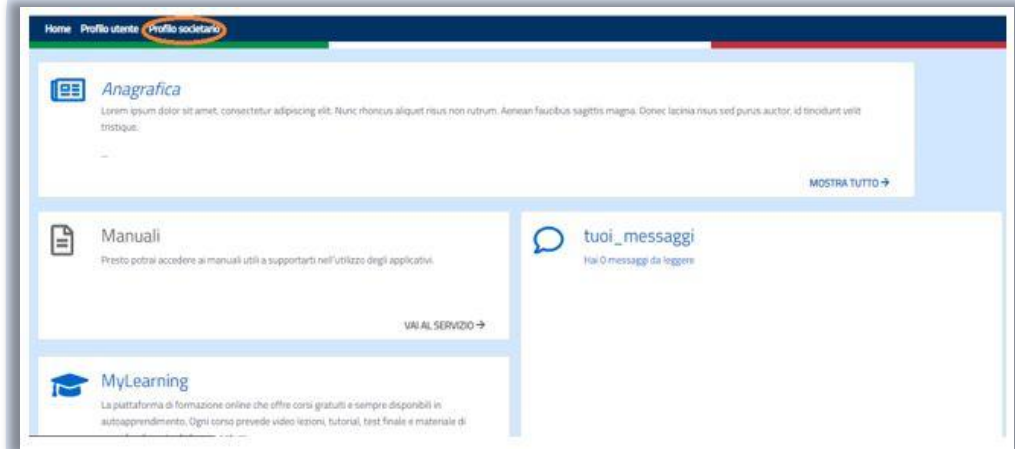 Home Profilo utente Profilo societario
Anagrafica
Lorem ipsum dolor sit amet, consectetur adipiscing elit. Nunc rhoncus aliquet risus non rutrum. Aenean faucibus sagittis magna. Donec lacinia risus sed purus auctor, id tincidunt velit
tristique.
...
MOSTRA TUTTO →
Manuali
Presto potrai accedere ai manuali utili a supportarti nell'utilizzo degli applicativi.
VAI AL SERVIZIO →
tuoi_messaggi
Hai 0 messaggi da leggere
MyLearning
La piattaforma di formazione online che offre corsi gratuiti e sempre disponibili in
autoapprendimento. Ogni corso prevede video lezioni, tutorial, test finale e materiale di